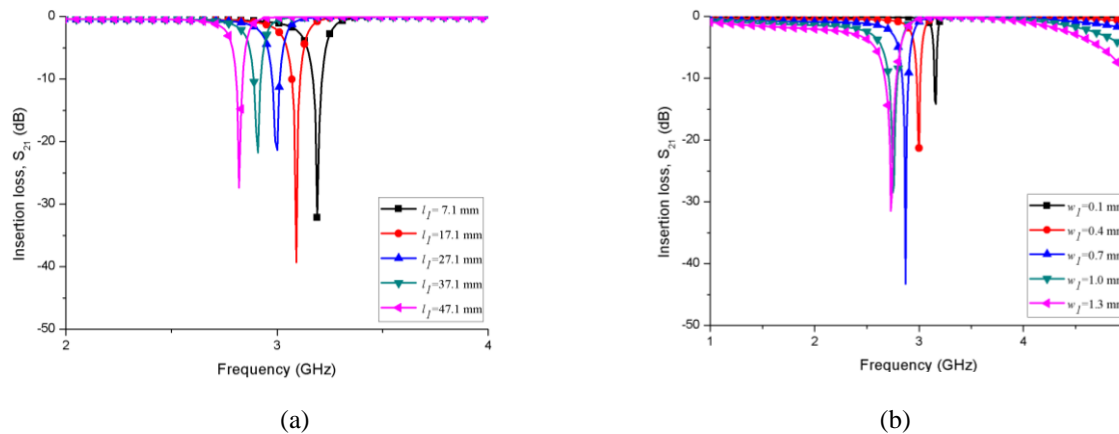 0
-10
-20
-30
-40
-50
Insertion loss, S21 (dB)
l1= 7.1 mm
l1=17.1 mm
l1=27.1 mm
l1=37.1 mm
l1=47.1 mm
2
3
4
Frequency (GHz)
(a)
0
-10
-20
-30
-40
-50
Insertion loss, S21 (dB)
w1=0.1 mm
w1=0.4 mm
w1=0.7 mm
w1=1.0 mm
w1=1.3 mm
1
2
3
4
Frequency (GHz)
(b)